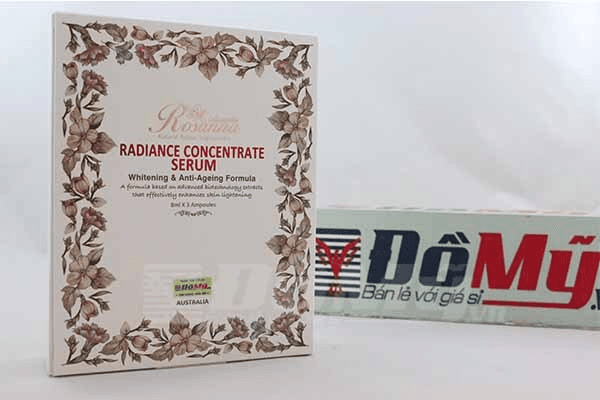 Rosanna
RADIANCE CONCENTRATE
SERUM
Whitening & Anti-Ageing Formula
A formula based on advanced biotechnology extracts
that effectively enhances skin lightening
8ml X 3 Ampoules
ĐồMỹ
AUSTRALIA
ĐồMỹ.
Bán lẻ với giá sỉ